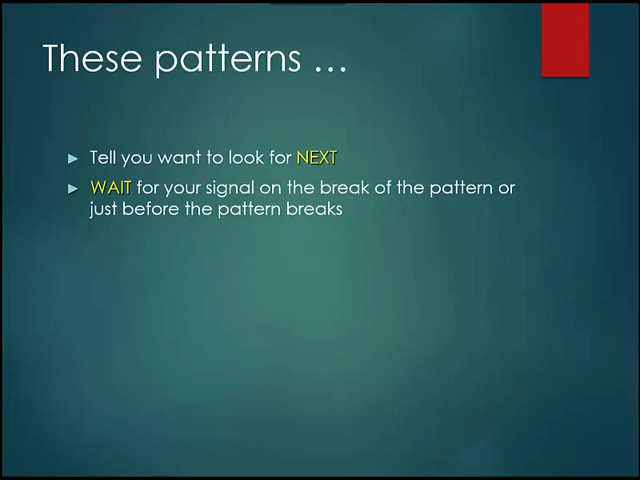 These patterns ...
Tell you want to look for NEXT
WAIT for your signal on the break of the pattern or
just before the pattern breaks